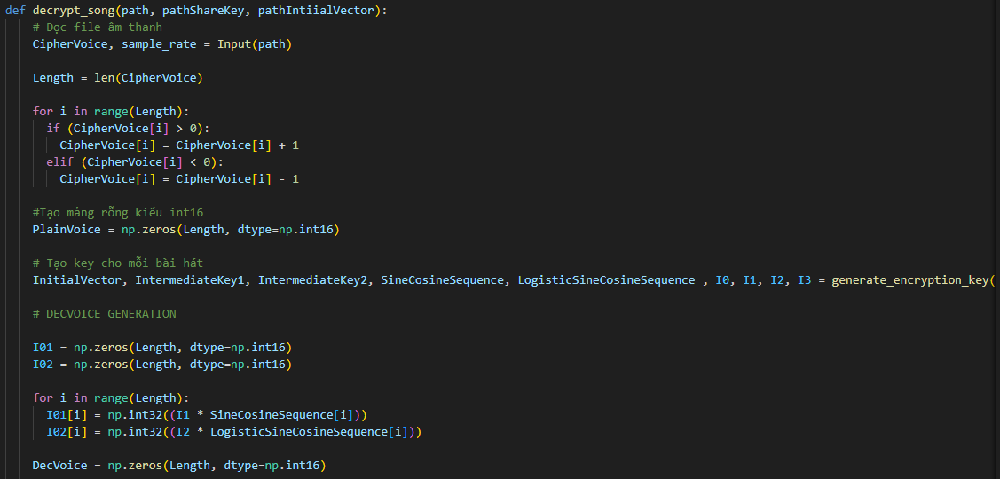 def decrypt_song(path, pathShareKey, pathIntiialVector):
# Đọc file âm thanh
CipherVoice, sample_rate = Input(path)
Length = len(CipherVoice)
for i in range(Length):
if (CipherVoice[i] > 0):
CipherVoice[i] = CipherVoice[i] + 1
elif (CipherVoice[i] < 0):
CipherVoice[i] = CipherVoice[i] - 1
#Tạo mảng rỗng kiểu int16
PlainVoice = np.zeros(Length, dtype=np.int16)
# Tạo key cho mỗi bài hát
InitialVector, IntermediateKey1, IntermediateKey2, SineCosineSequence, LogisticSineCosineSequence , I0, I1, I2, I3 = generate_encryption_key(
# DECVOICE GENERATION
I01 = np.zeros(Length, dtype=np.int16)
I02 = np.zeros(Length, dtype=np.int16)
for i in range(Length):
I01[i] = np.int32((I1 * SineCosineSequence[i]))
I02[i] = np.int32((I2 * LogisticSineCosineSequence[i]))
DecVoice = np.zeros(Length, dtype=np.int16)